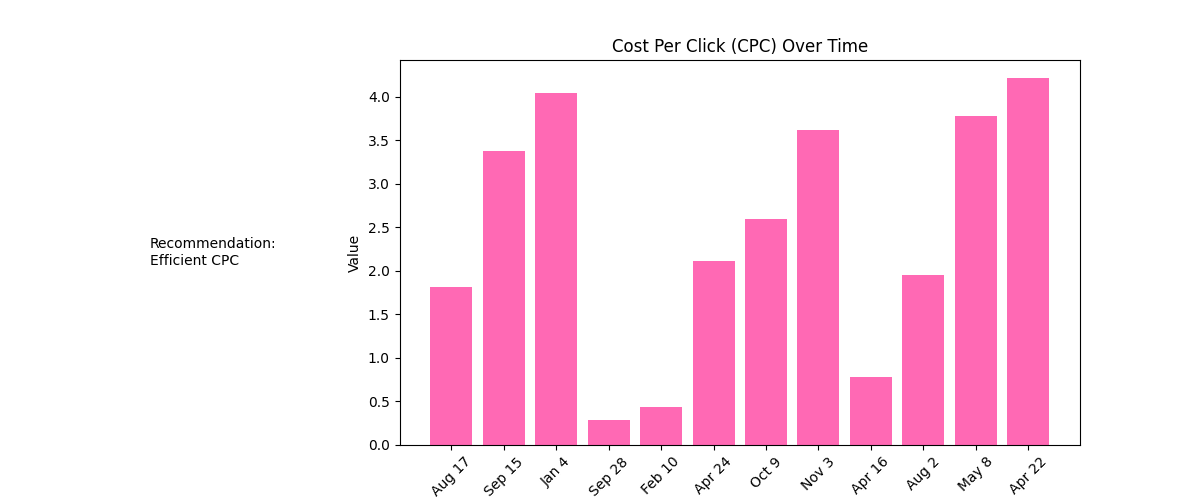 Cost Per Click (CPC) Over Time
Recommendation:
Efficient CPC
Value
4.0
3.5
3.0
2.5
2.0
1.5
1.0
0.5
0.0
Aug 17
Sep 15
Jan 4
Sep 28
Feb 10
Apr 24
Oct 9
Nov 3
Apr 16
Aug 2
May 8
Apr 22